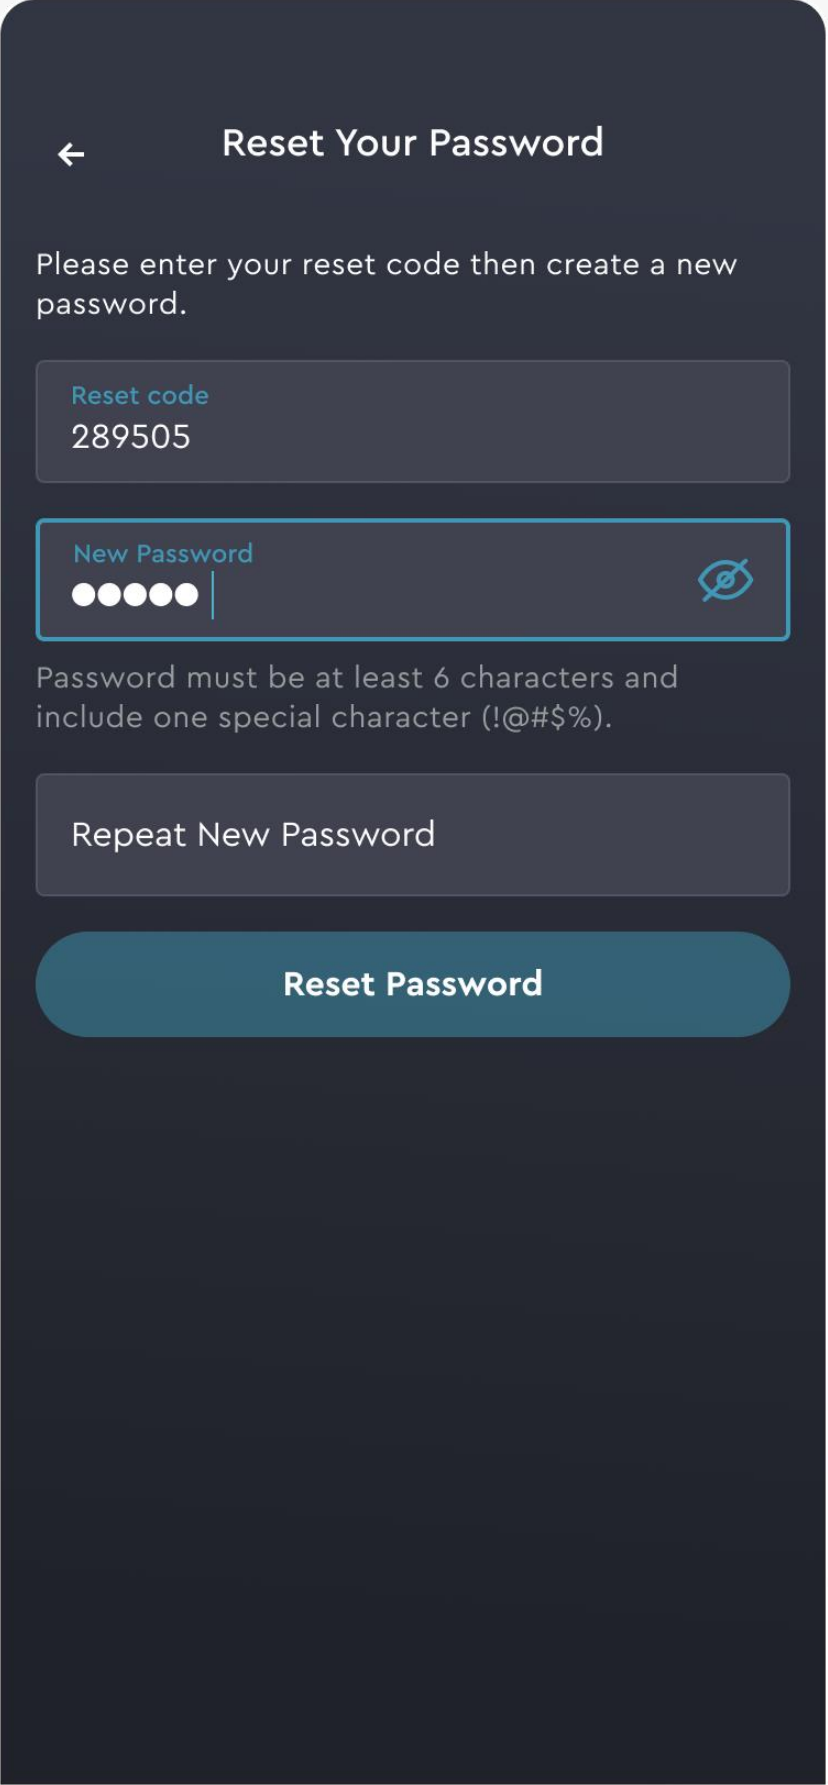 Reset Your Password
Please enter your reset code then create a new
password.
Reset code
289505
New Password
●●●●●
Password must be at least 6 characters and
include one special character (!@#$%).
Repeat New Password
Reset Password